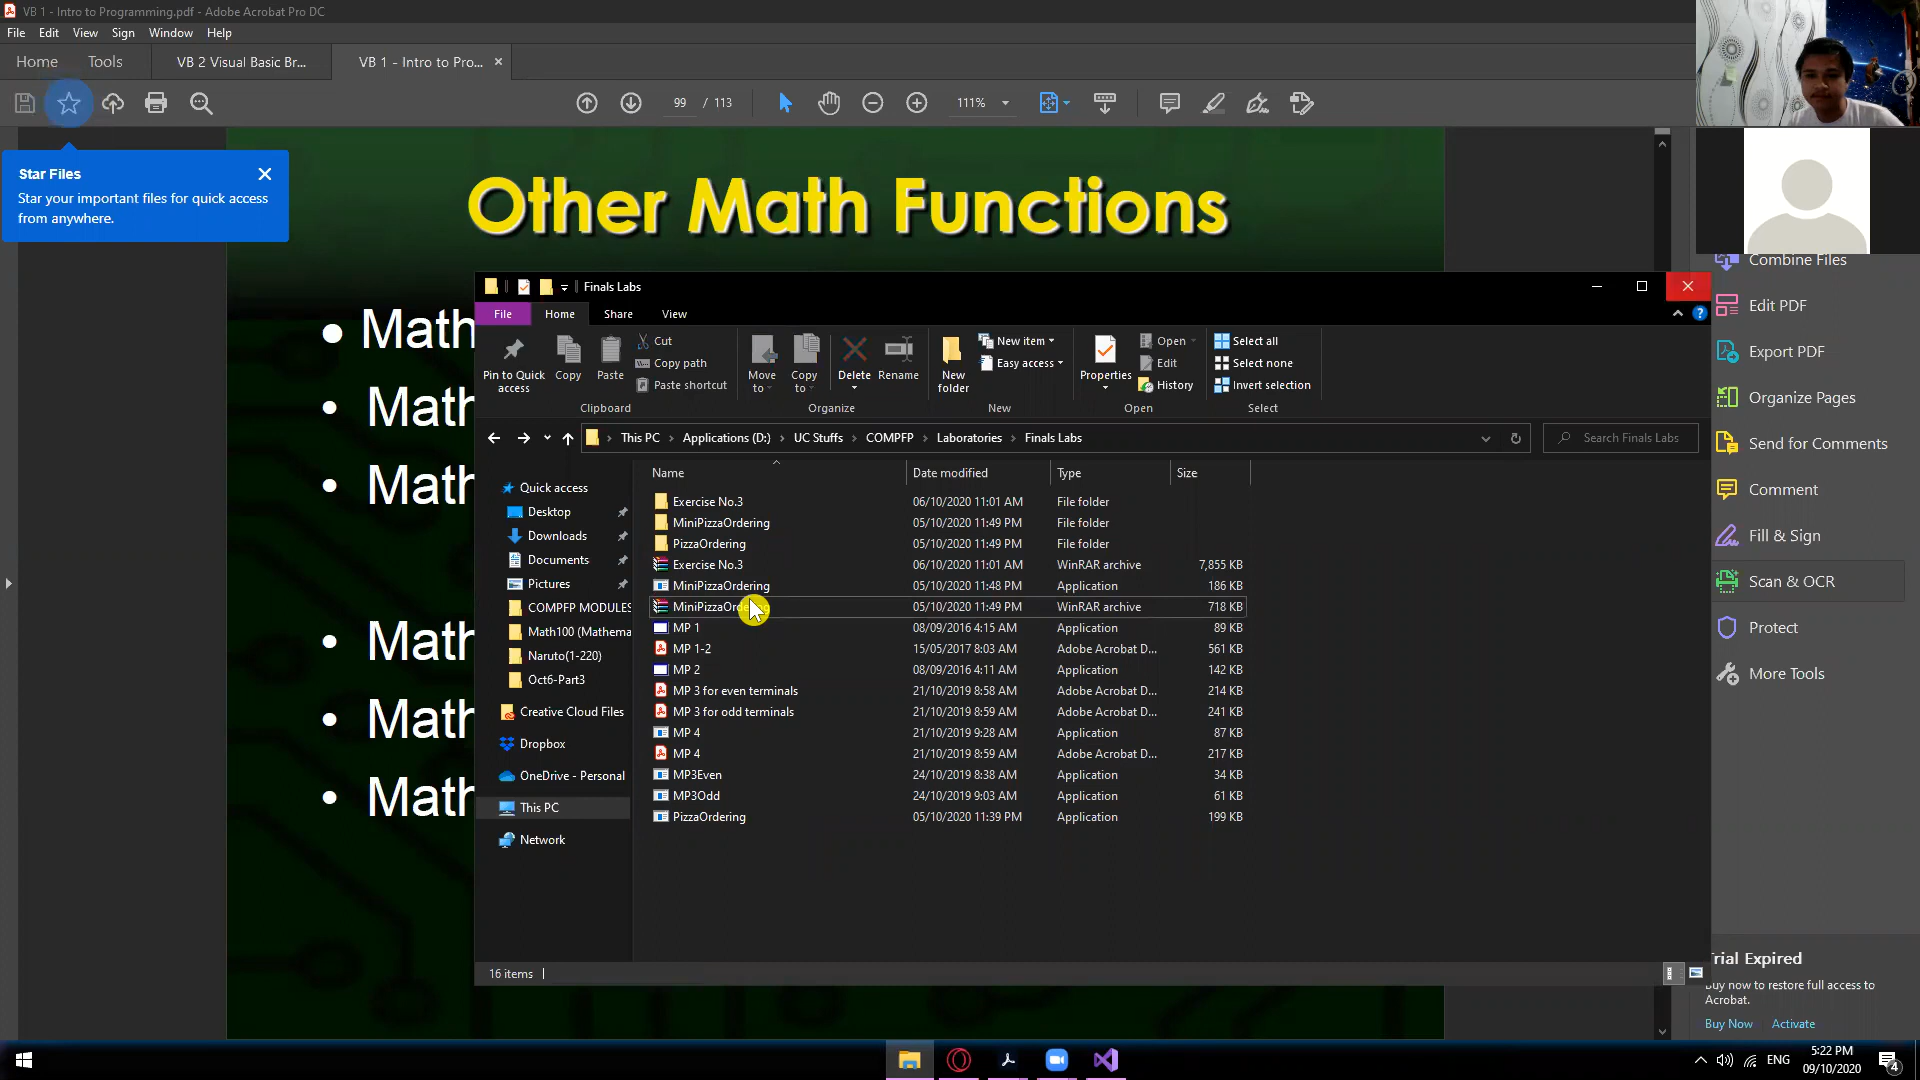 VB 1 - Intro to Programming.pdf - Adobe Acrobat Pro DC
File Edit View Sign Window Help
Home Tools VB 2 Visual Basic Br... VB 1 - Intro to Pro...
99 / 113 111%
Star Files
Star your important files for quick access
from anywhere.
Other Math Functions
• Math
• Math
• Math
• Math
• Math
• Math
Finals Labs
File Home Share View
Pin to Quick access
Copy
Paste
Cut
Copy path
Paste shortcut
Clipboard
Move to
Copy to
Delete
Rename
Organize
New folder
New item
Easy access
New
Properties
Open
Edit
History
Open
Select all
Select none
Invert selection
Select
This PC > Applications (D:) > UC Stuffs > COMPFP > Laboratories > Finals Labs
Search Finals Labs
Quick access
Desktop
Downloads
Documents
Pictures
COMPFP MODULES
Math100 (Mathema
Naruto(1-220)
Oct6-Part3
Creative Cloud Files
Dropbox
OneDrive - Personal
This PC
Network
Name Date modified Type Size
Exercise No.3 06/10/2020 11:01 AM File folder
MiniPizzaOrdering 05/10/2020 11:49 PM File folder
PizzaOrdering 05/10/2020 11:49 PM File folder
Exercise No.3 06/10/2020 11:01 AM WinRAR archive 7,855 KB
MiniPizzaOrdering 05/10/2020 11:48 PM Application 186 KB
MiniPizzaOrdering 05/10/2020 11:49 PM WinRAR archive 718 KB
MP 1 08/09/2016 4:15 AM Application 89 KB
MP 1-2 15/05/2017 8:03 AM Adobe Acrobat D... 561 KB
MP 2 08/09/2016 4:11 AM Application 142 KB
MP 3 for even terminals 21/10/2019 8:58 AM Adobe Acrobat D... 214 KB
MP 3 for odd terminals 21/10/2019 8:59 AM Adobe Acrobat D... 241 KB
MP 4 21/10/2019 9:28 AM Application 87 KB
MP 4 21/10/2019 8:59 AM Adobe Acrobat D... 217 KB
MP3Even 24/10/2019 8:38 AM Application 34 KB
MP3Odd 24/10/2019 9:03 AM Application 61 KB
PizzaOrdering 05/10/2020 11:39 PM Application 199 KB
16 items
Combine Files
Edit PDF
Export PDF
Organize Pages
Send for Comments
Comment
Fill & Sign
Scan & OCR
Protect
More Tools
Trial Expired
Buy now to restore full access to
Acrobat.
Buy Now Activate
ENG
5:22 PM
09/10/2020
4